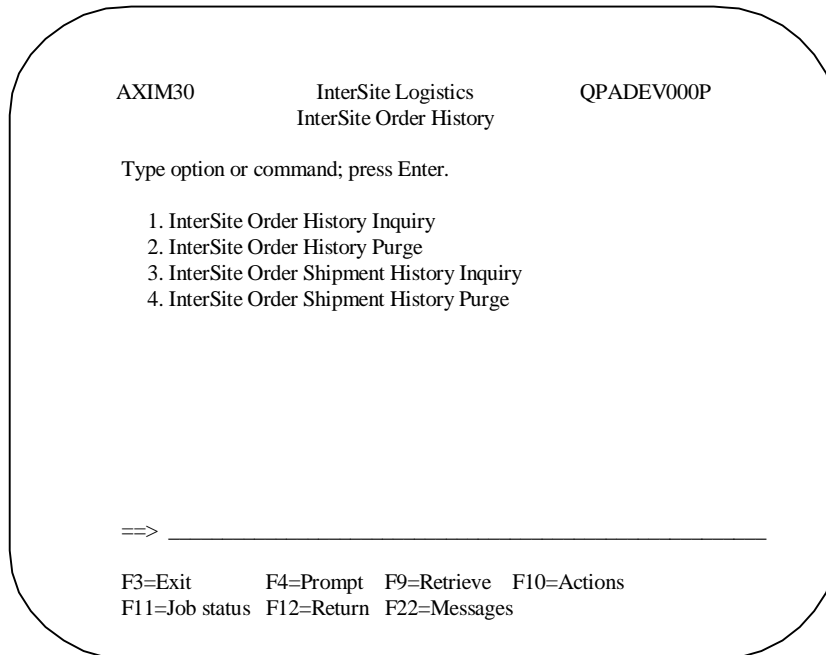 AXIM30 InterSite Logistics QPADEV000P
InterSite Order History
Type option or command; press Enter.
1. InterSite Order History Inquiry
2. InterSite Order History Purge
3. InterSite Order Shipment History Inquiry
4. InterSite Order Shipment History Purge
==> ______________________________________________________
F3=Exit F4=Prompt F9=Retrieve F10=Actions
F11=Job status F12=Return F22=Messages